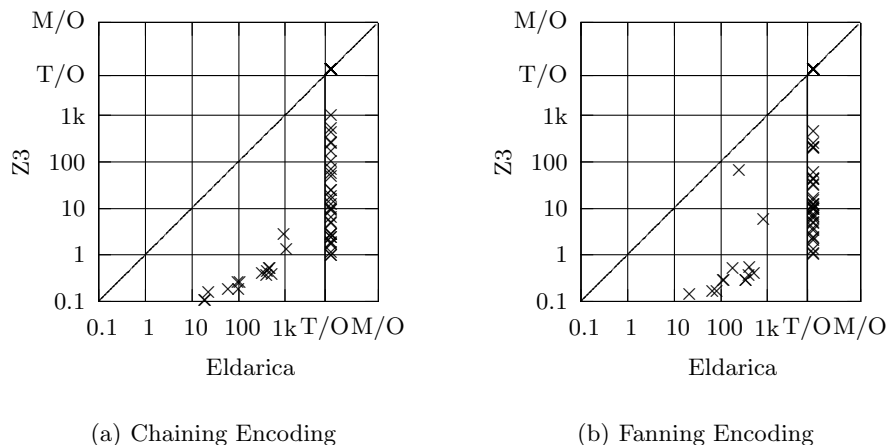 M/O
T/O
1k
100
10
1
0.1
Z3
0.1 1 10 100 1k T/O M/O
Eldarica
(a) Chaining Encoding
M/O
T/O
1k
100
10
1
0.1
Z3
0.1 1 10 100 1k T/O M/O
Eldarica
(b) Fanning Encoding